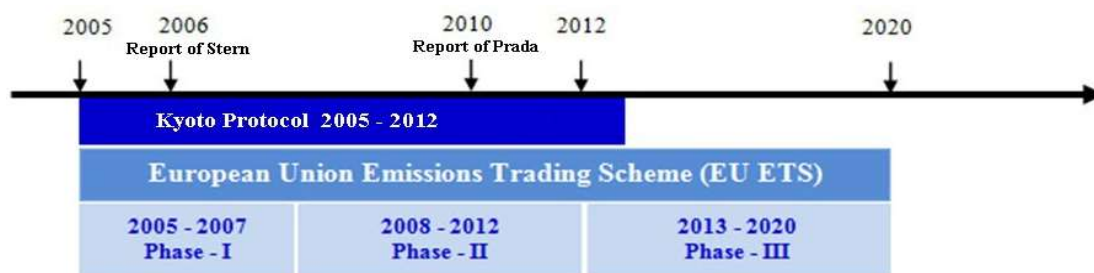 2005 2006 2010 2012 2020
Report of Stern Report of Prada
Kyoto Protocol 2005 - 2012
European Union Emissions Trading Scheme (EU ETS)
2005 - 2007 2008 - 2012 2013 - 2020
Phase - I Phase - II Phase - III